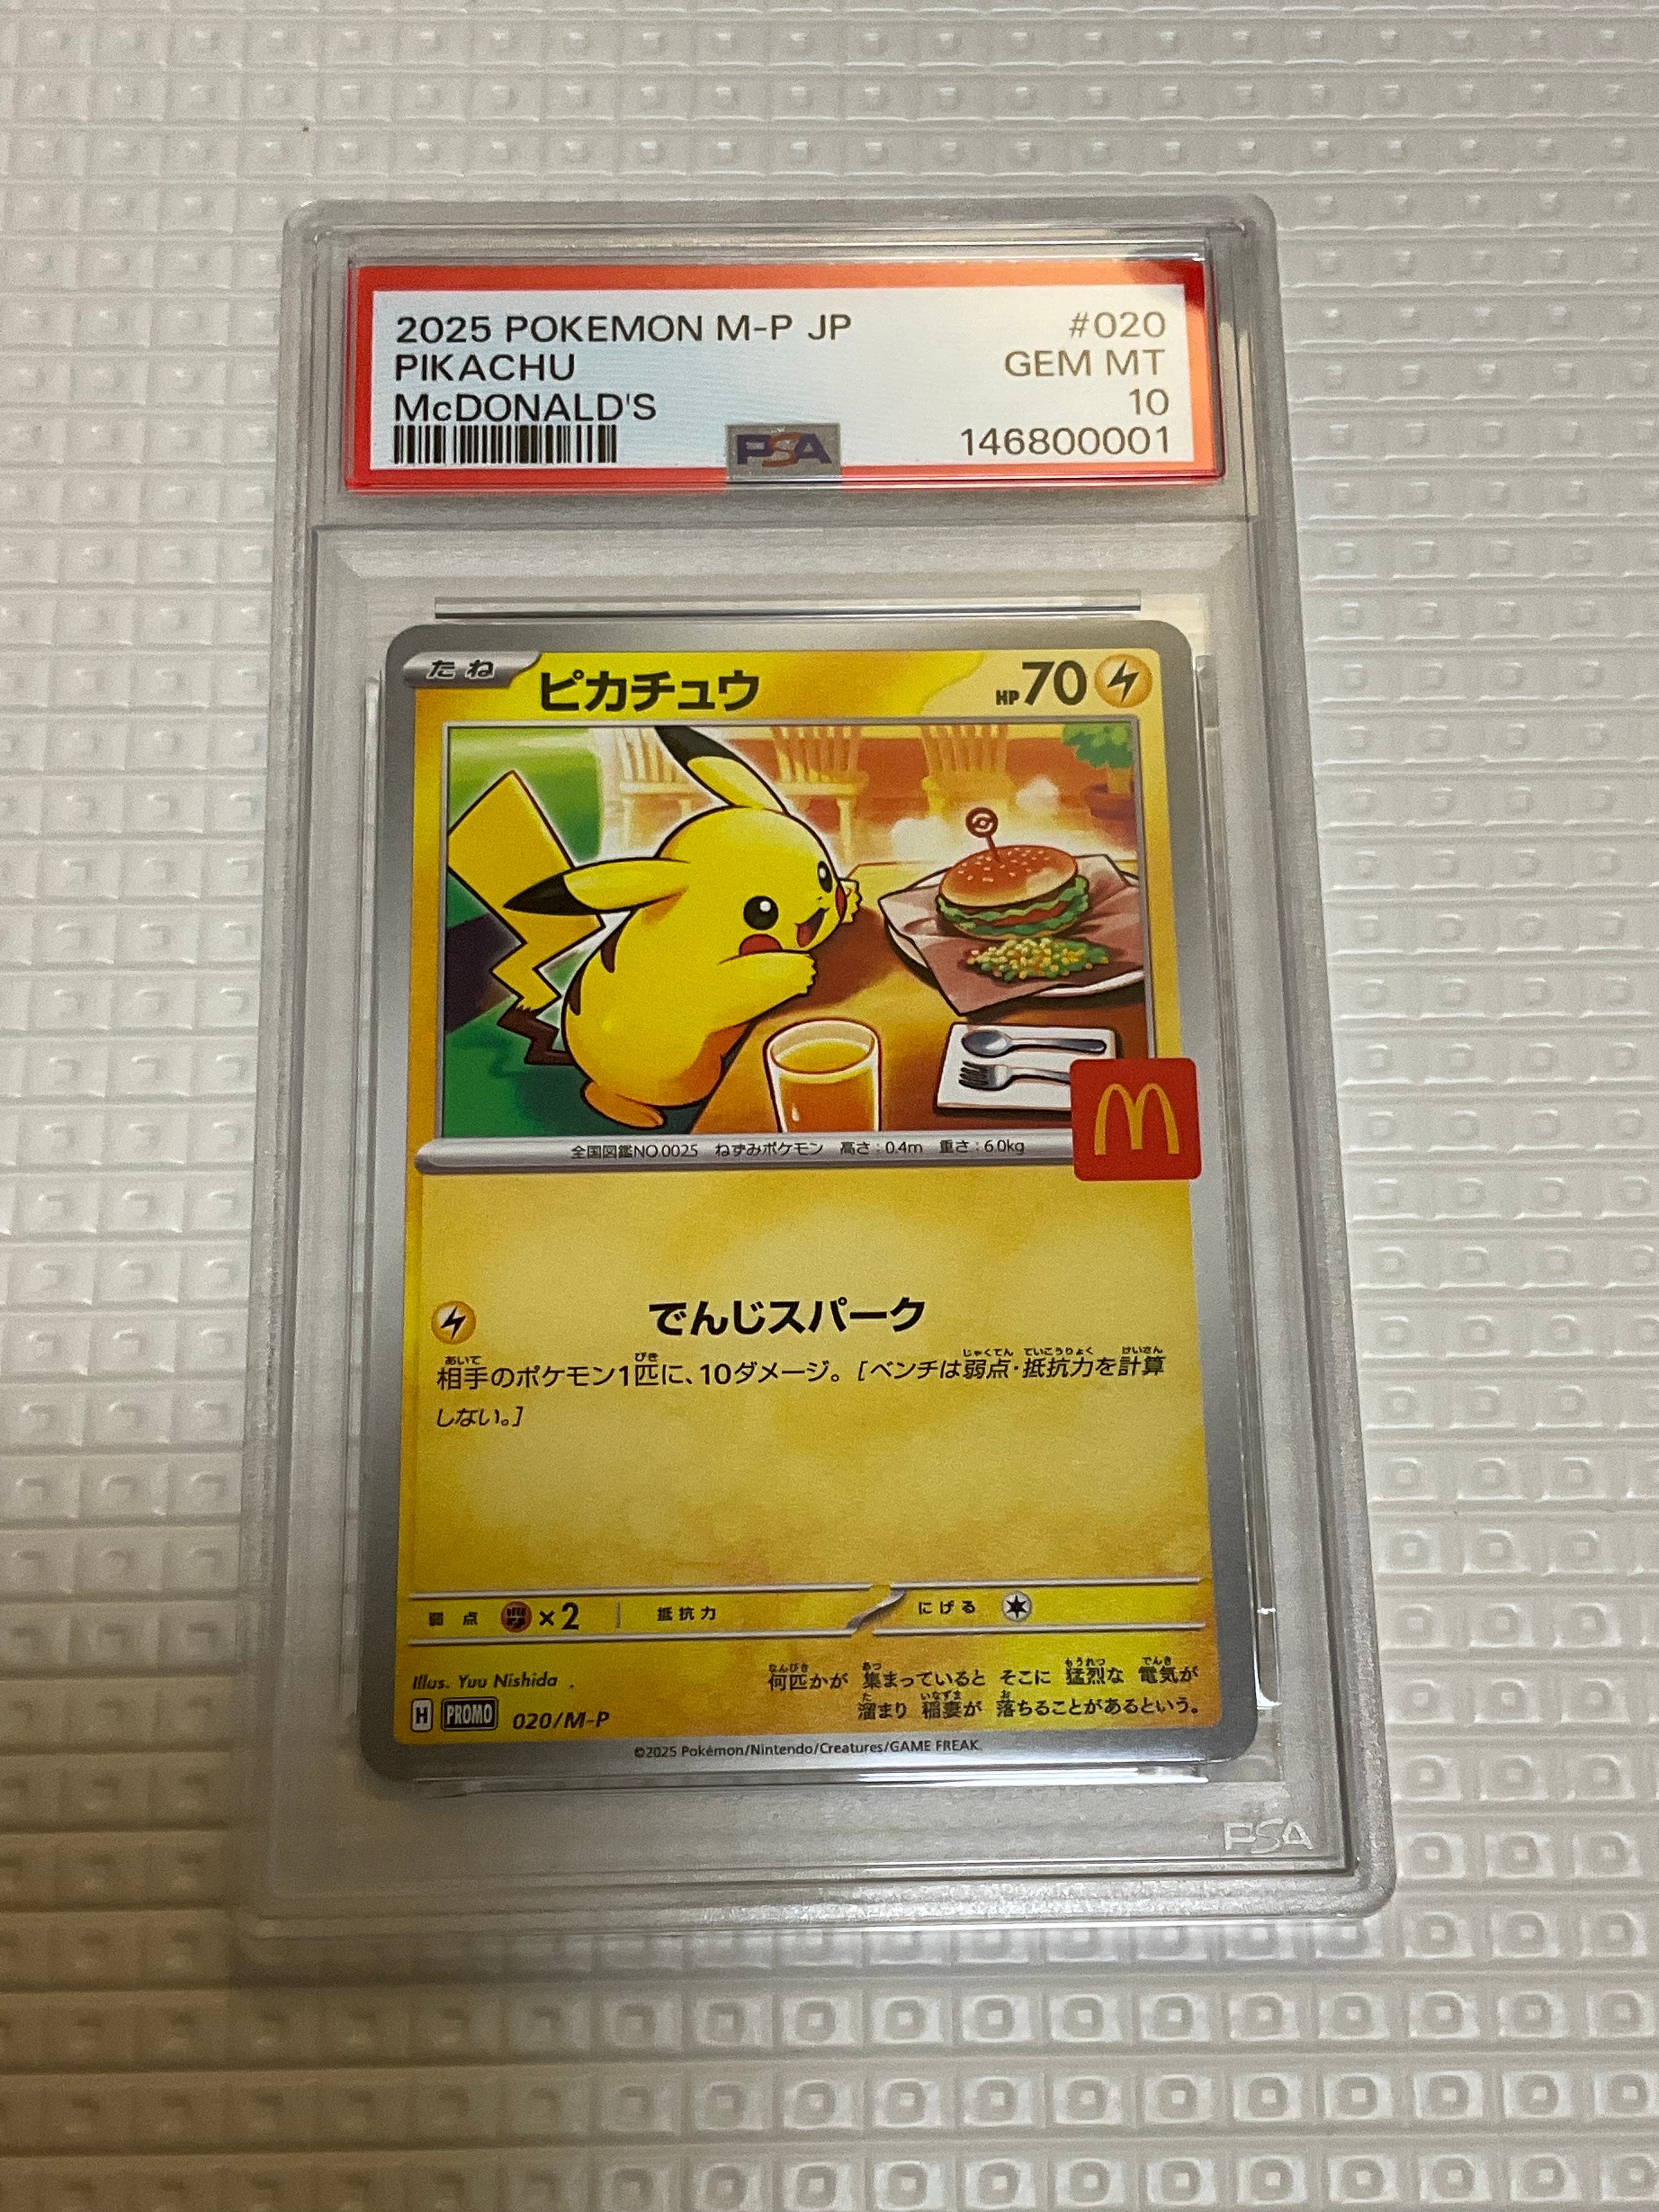 2025 POKEMON M-P JP #020
PIKACHU GEM MT
McDONALD'S 10
PSA 146800001
たね ピカチュウ HP70
全国図鑑NO.0025 ねずみポケモン 高さ:0.4m 重さ:6.0kg
でんじスパーク
相手のポケモン1匹に、10ダメージ。[ベンチは弱点・抵抗力を計算
しない。]
弱点 ×2 抵抗力 にげる
Illus. Yuu Nishida
何匹かが 集まっていると そこに 猛烈な 電気が
溜まり 稲妻が 落ちることがあるという。
H PROMO 020/M-P
©2025 Pokémon/Nintendo/Creatures/GAME FREAK.
PSA